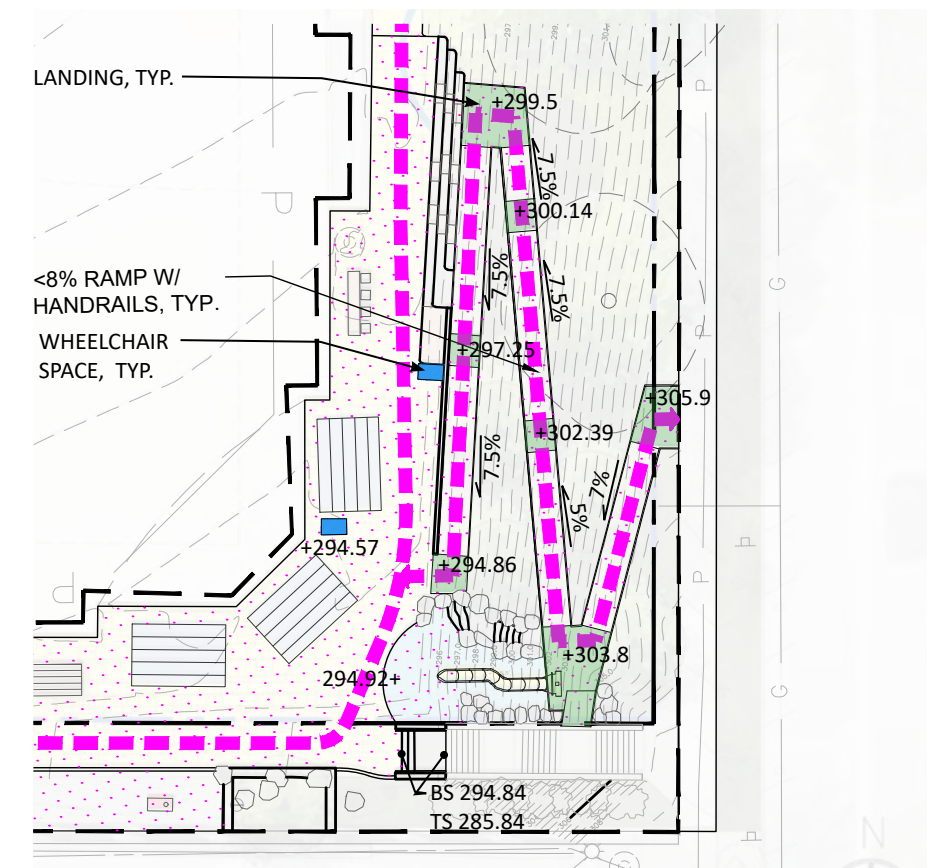 LANDING, TYP.
+299.5
7.5%
+300.14
7.5%
<8% RAMP W/
HANDRAILS, TYP.
7.5%
WHEELCHAIR
SPACE, TYP.
+297.25
+305.9
+302.39
7.5%
7%
5%
+294.57
+294.86
+303.8
294.92+
BS 294.84
TS 285.84
P
P
P
G
G
N